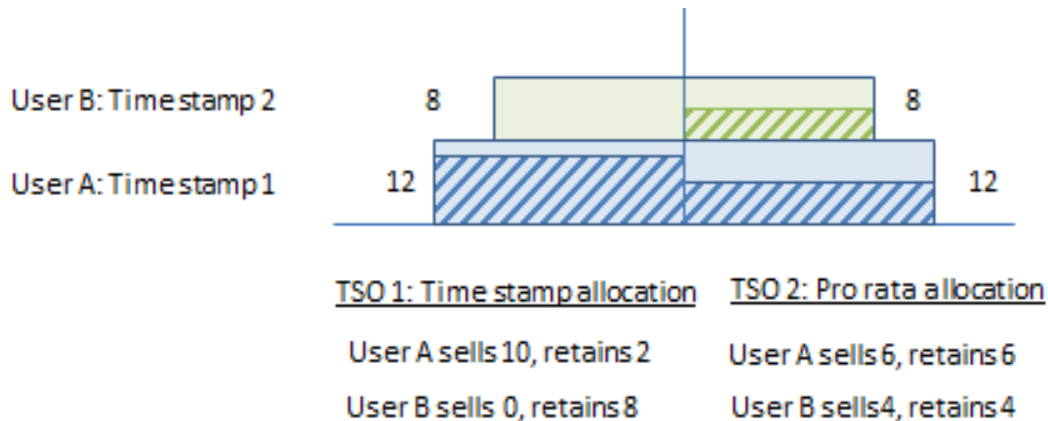 User B: Time stamp 2 8 8
User A: Time stamp 1 12 12
TSO 1: Time stamp allocation TSO 2: Pro rata allocation
User A sells 10, retains 2 User A sells 6, retains 6
User B sells 0, retains 8 User B sells 4, retains 4